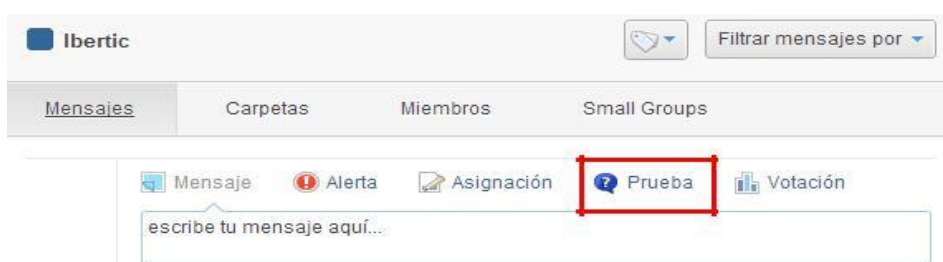 Ibertic
Filtrar mensajes por
Mensajes Carpetas Miembros Small Groups
Mensaje Alerta Asignación Prueba Votación
escribe tu mensaje aquí...